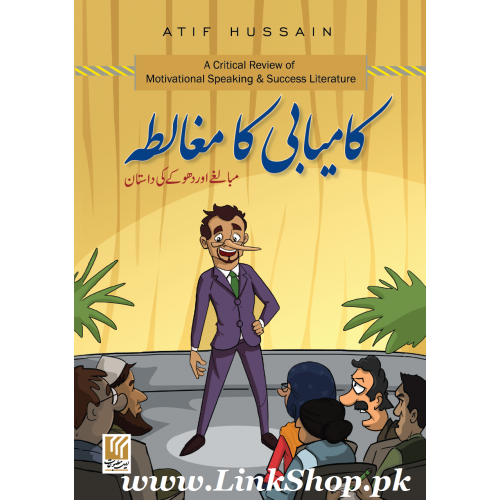 ATIF HUSSAIN
A Critical Review of
Motivational Speaking & Success Literature
کامیابی کا مغالطہ
مبالغے اور دھوکے کی داستان
www.LinkShop.pk